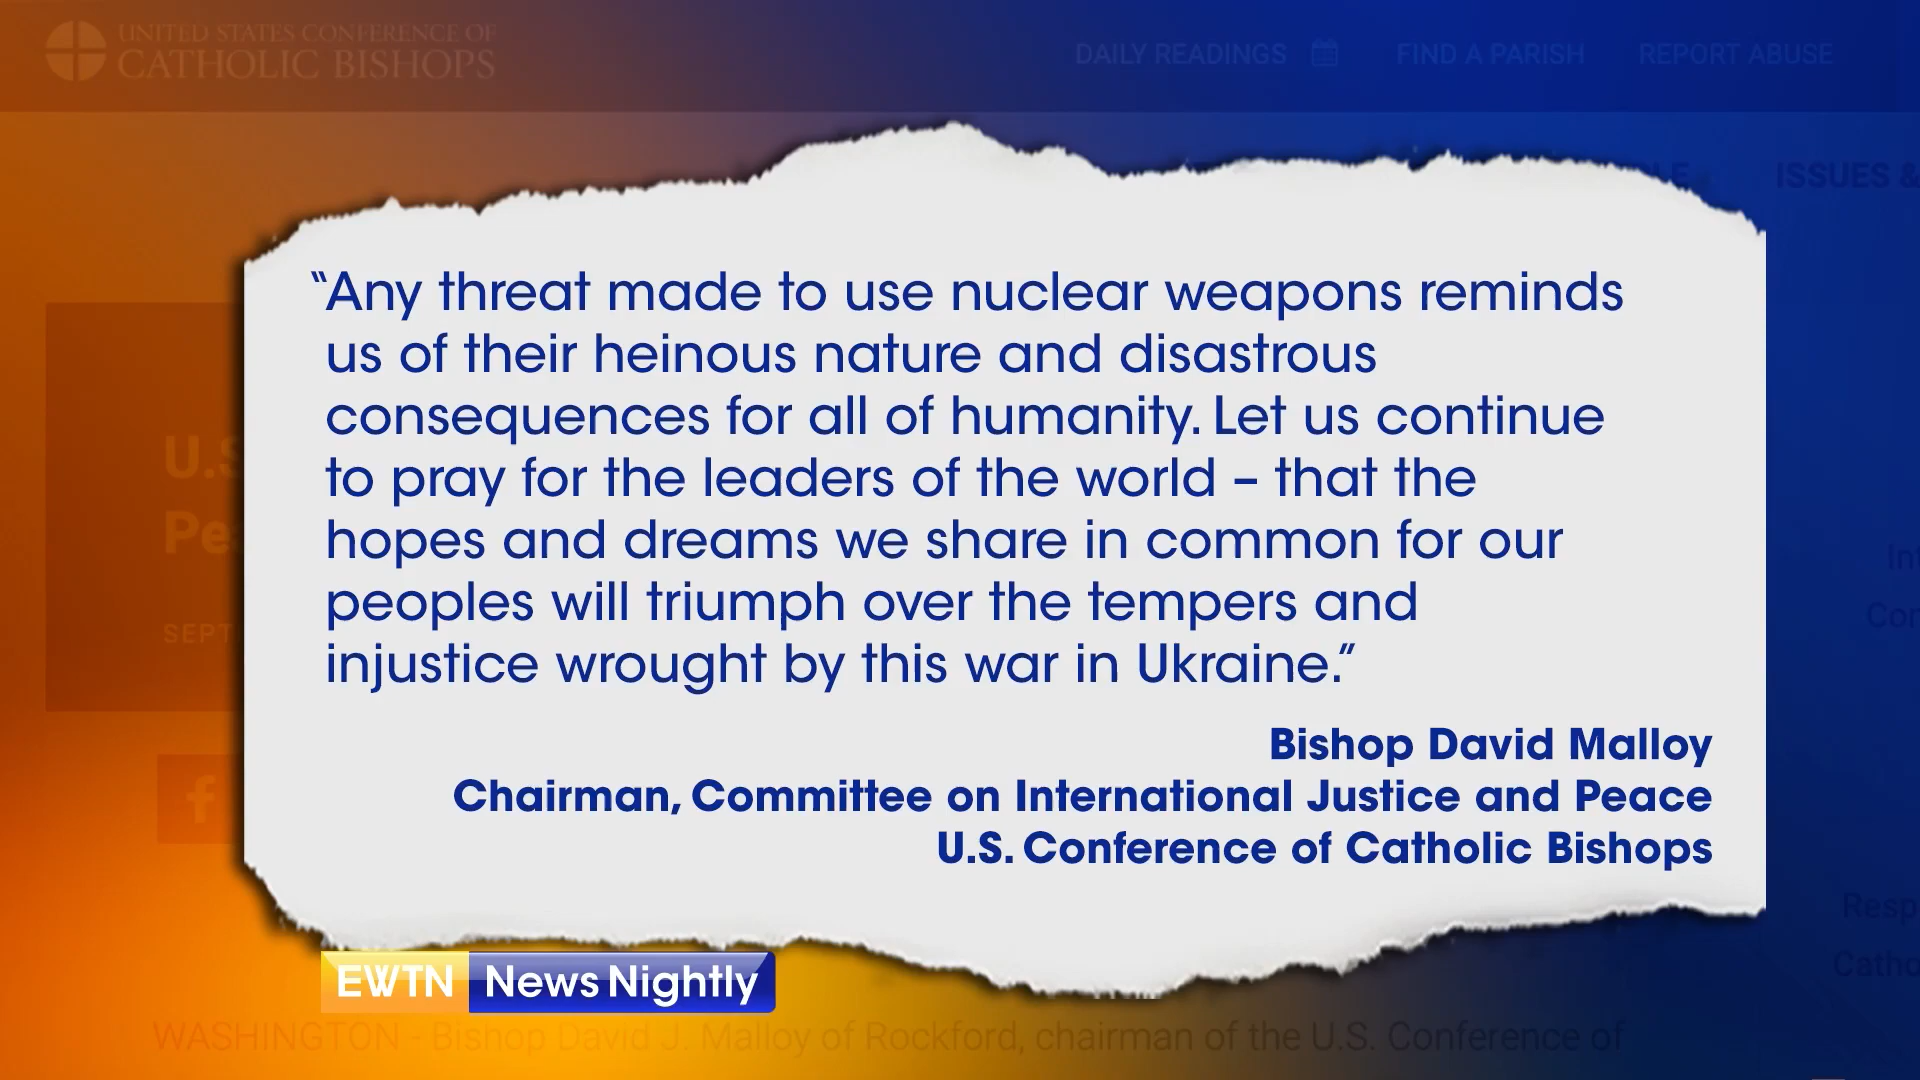 UNITED STATES CONFERENCE OF
CATHOLIC BISHOPS
DAILY READINGS FIND A PARISH REPORT ABUSE
ISSUES &
“Any threat made to use nuclear weapons reminds
us of their heinous nature and disastrous
consequences for all of humanity. Let us continue
to pray for the leaders of the world – that the
hopes and dreams we share in common for our
peoples will triumph over the tempers and
injustice wrought by this war in Ukraine.”
Bishop David Malloy
Chairman, Committee on International Justice and Peace
U.S. Conference of Catholic Bishops
SEPT
EWTN News Nightly
WASHINGTON - Bishop David J. Malloy of Rockford, chairman of the U.S. Conference of